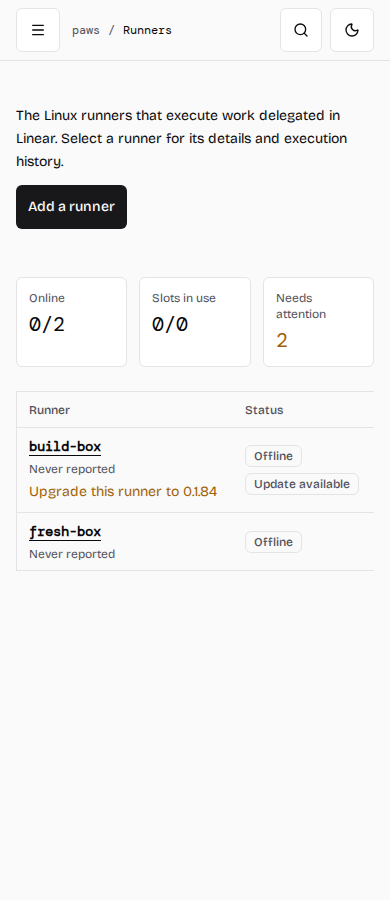 paws / Runners
The Linux runners that execute work delegated in
Linear. Select a runner for its details and execution
history.
Add a runner
Online
0/2
Slots in use
0/0
Needs
attention
2
Runner
Status
build-box
Never reported
Upgrade this runner to 0.1.84
Offline
Update available
fresh-box
Never reported
Offline